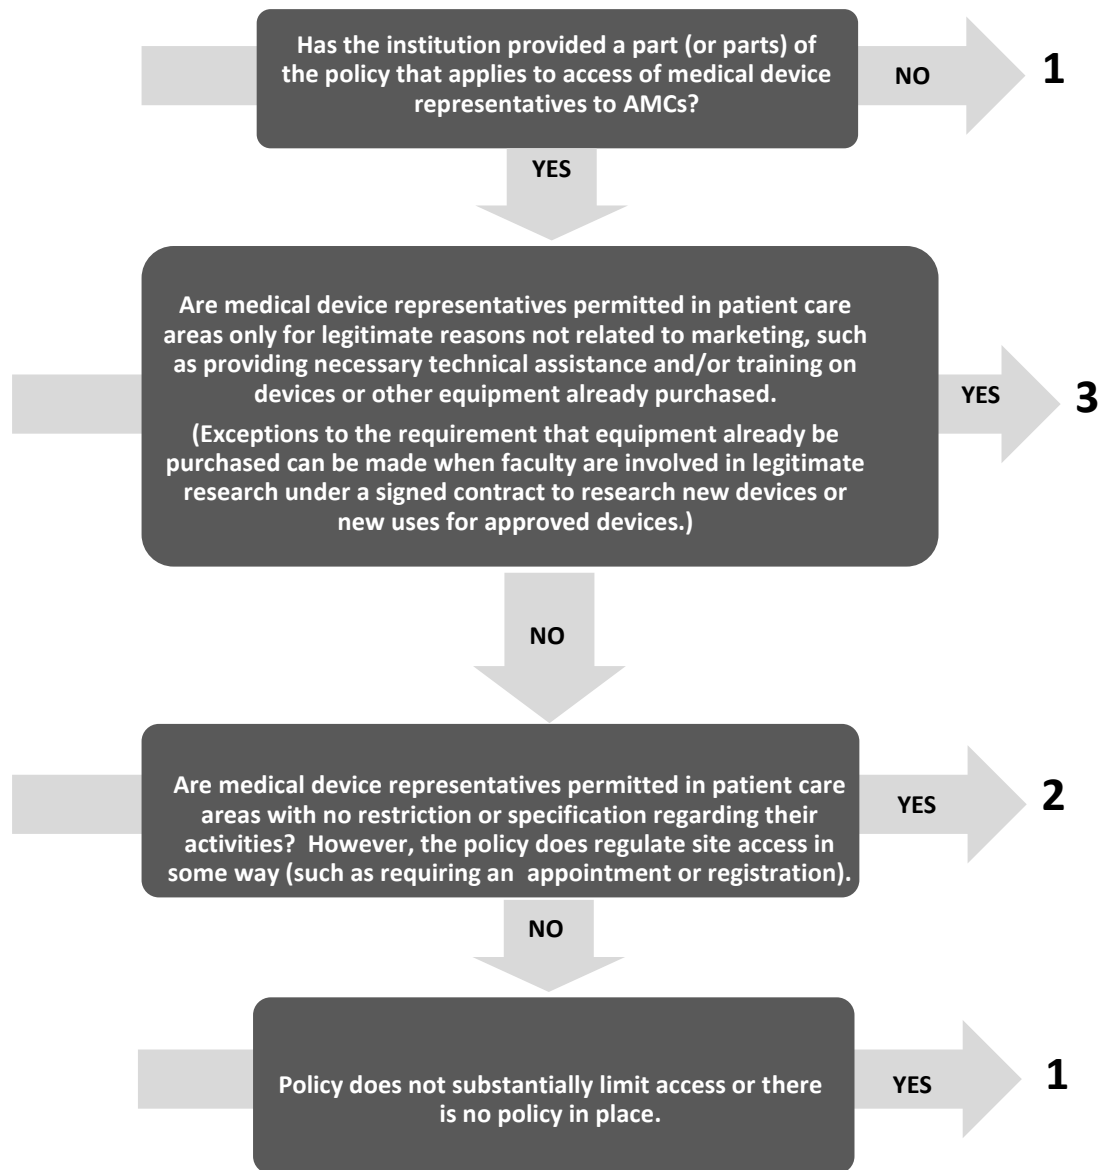 Has the institution provided a part (or parts) of
the policy that applies to access of medical device
representatives to AMCs?
NO
1
YES
Are medical device representatives permitted in patient care
areas only for legitimate reasons not related to marketing, such
as providing necessary technical assistance and/or training on
devices or other equipment already purchased.
(Exceptions to the requirement that equipment already be
purchased can be made when faculty are involved in legitimate
research under a signed contract to research new devices or
new uses for approved devices.)
YES
3
NO
Are medical device representatives permitted in patient care
areas with no restriction or specification regarding their
activities? However, the policy does regulate site access in
some way (such as requiring an appointment or registration).
YES
2
NO
Policy does not substantially limit access or there
is no policy in place.
YES
1